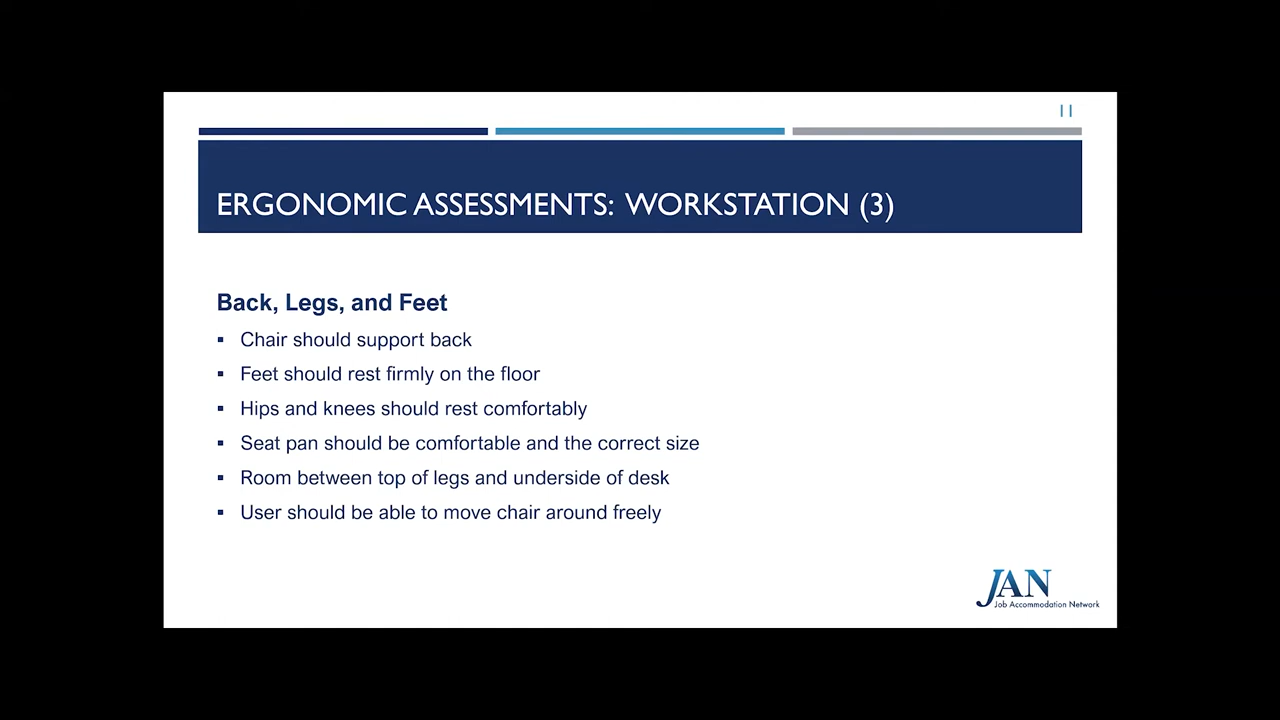 11
ERGONOMIC ASSESSMENTS: WORKSTATION (3)
Back, Legs, and Feet
▪ Chair should support back
▪ Feet should rest firmly on the floor
▪ Hips and knees should rest comfortably
▪ Seat pan should be comfortable and the correct size
▪ Room between top of legs and underside of desk
▪ User should be able to move chair around freely
JAN
Job Accommodation Network